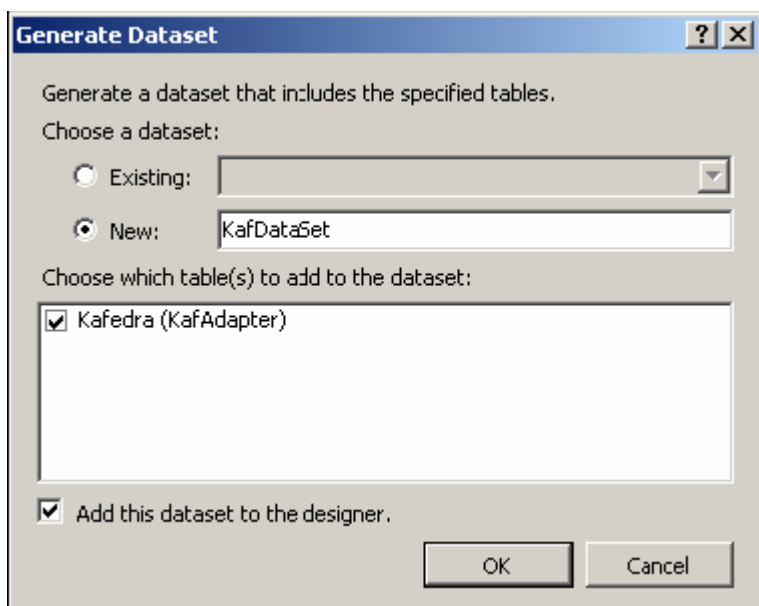 Generate Dataset
Generate a dataset that includes the specified tables.
Choose a dataset:
Existing:
New: KafDataSet
Choose which table(s) to add to the dataset:
Kafedra (KafAdapter)
Add this dataset to the designer.
OK Cancel